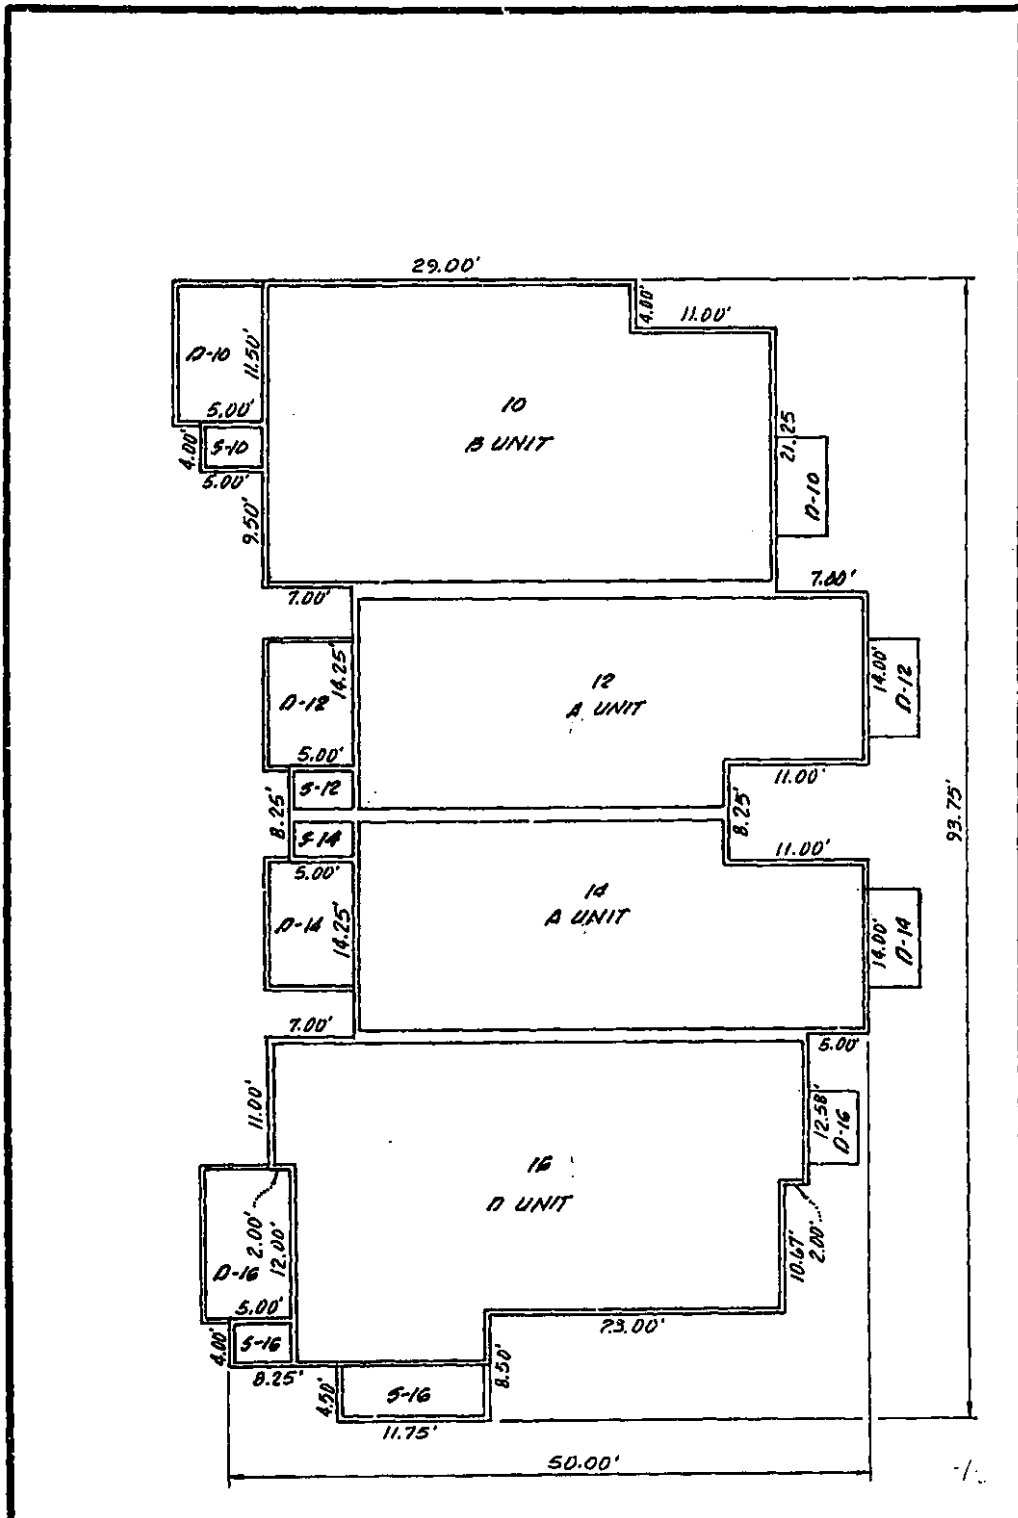 29.00'
4.00'
11.00'
D-10
11.50'
5.00'
S-10
4.00'
5.00'
9.50'
10
B UNIT
21.25
D-10
7.00'
7.00'
14.25'
D-12
5.00'
S-12
8.25'
12
A UNIT
14.00'
D-12
11.00'
8.25'
93.75'
S-14
5.00'
D-14
14.25'
14
A UNIT
11.00'
14.00'
D-14
7.00'
5.00'
11.00'
12.58'
D-16
16
D UNIT
2.00'
12.00'
D-16
5.00'
10.67'
2.00'
4.00'
S-16
8.25'
23.00'
8.50'
4.50'
S-16
11.75'
50.00'